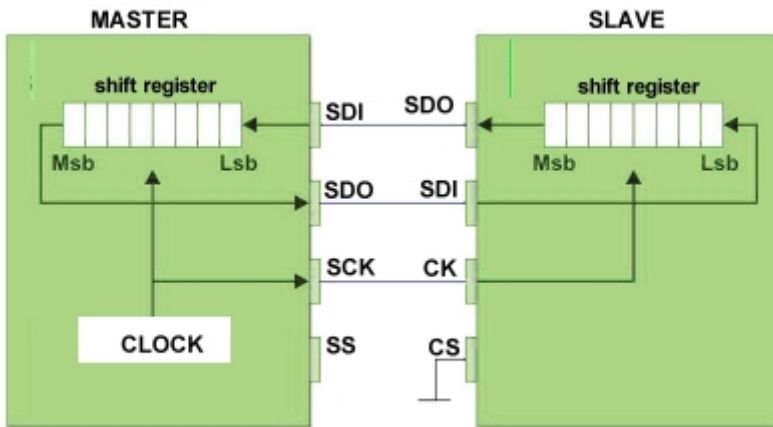 MASTER
SLAVE
shift register
shift register
SDI
SDO
Msb
Lsb
Msb
Lsb
SDO
SDI
SCK
CK
CLOCK
SS
CS